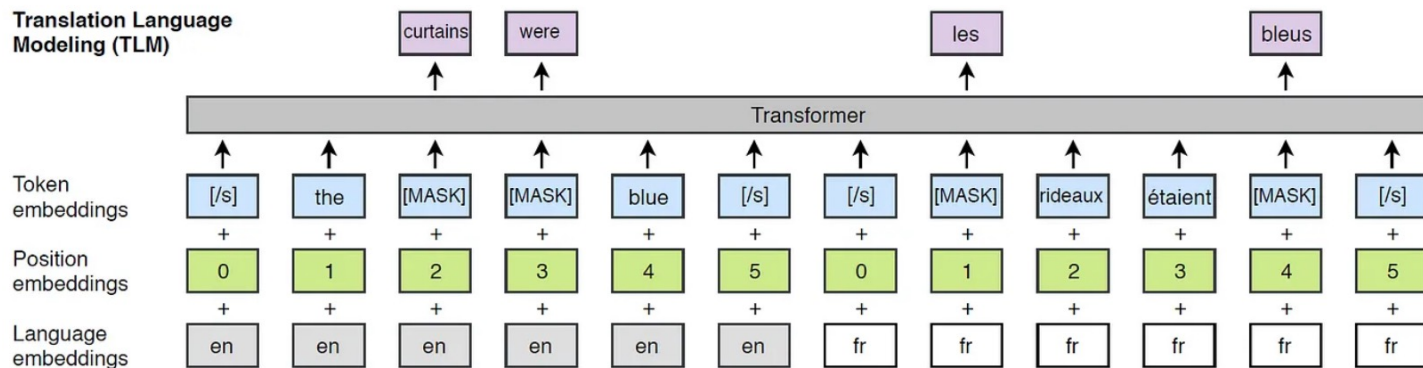 Translation Language
Modeling (TLM)
curtains were les bleus
Transformer
Token
embeddings
[/s] the [MASK] [MASK] blue [/s] [/s] [MASK] rideaux étaient [MASK] [/s]
+ + + + + + + + + + + +
Position
embeddings
0 1 2 3 4 5 0 1 2 3 4 5
+ + + + + + + + + + + +
Language
embeddings
en en en en en en fr fr fr fr fr fr